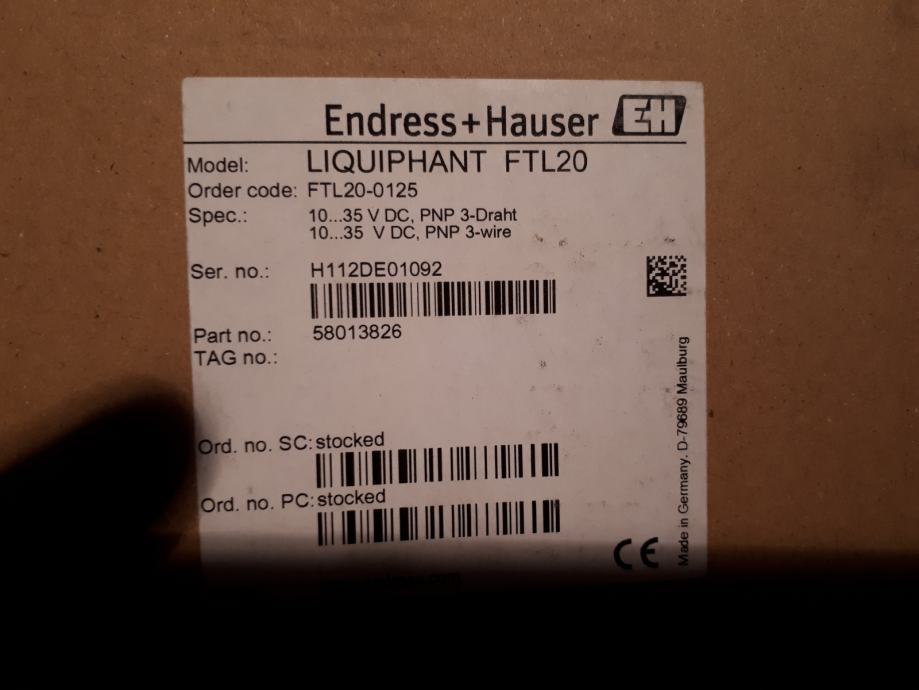 Endress+Hauser EH
Model: LIQUIPHANT FTL20
Order code: FTL20-0125
Spec.: 10...35 V DC, PNP 3-Draht
10...35 V DC, PNP 3-wire
Ser. no.: H112DE01092
Part no.: 58013826
TAG no.:
Ord. no. SC: stocked
Ord. no. PC: stocked
CE
Made in Germany. D-79689 Maulburg